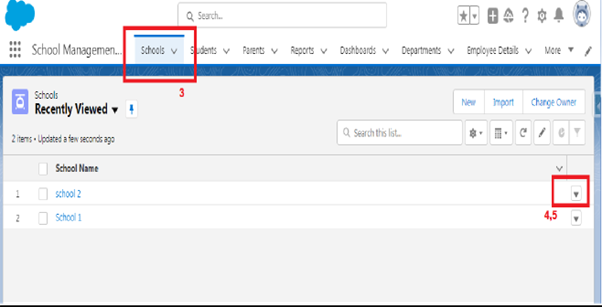 Search...
School Managemen... Schools Students Parents Reports Dashboards Departments Employee Details More
3
Schools
Recently Viewed
New Import Change Owner
2 items • Updated a few seconds ago
Search this list...
School Name
1 school 2
4,5
2 School 1